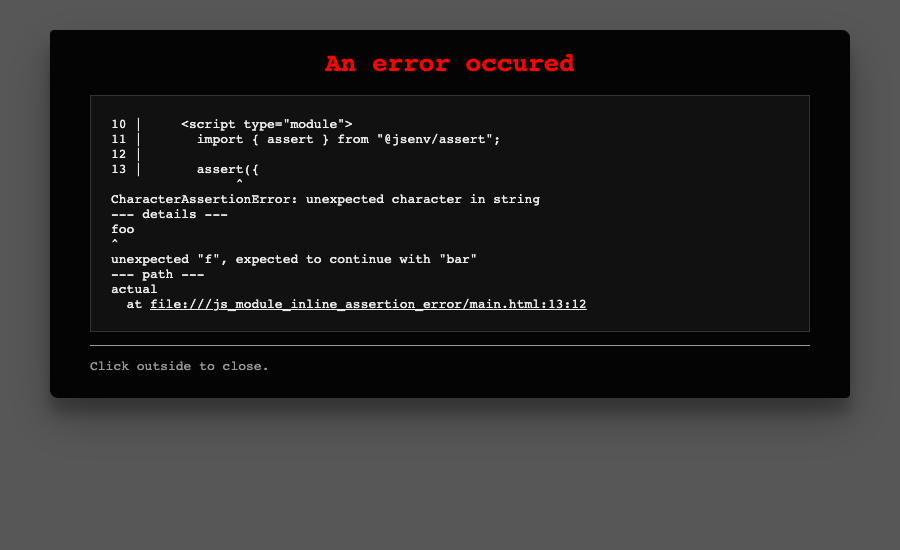 An error occured
10 |     <script type="module">
11 |       import { assert } from "@jsenv/assert";
12 |
13 |       assert({
                ^
CharacterAssertionError: unexpected character in string
--- details ---
foo
^
unexpected "f", expected to continue with "bar"
--- path ---
actual
  at file:///js_module_inline_assertion_error/main.html:13:12
Click outside to close.